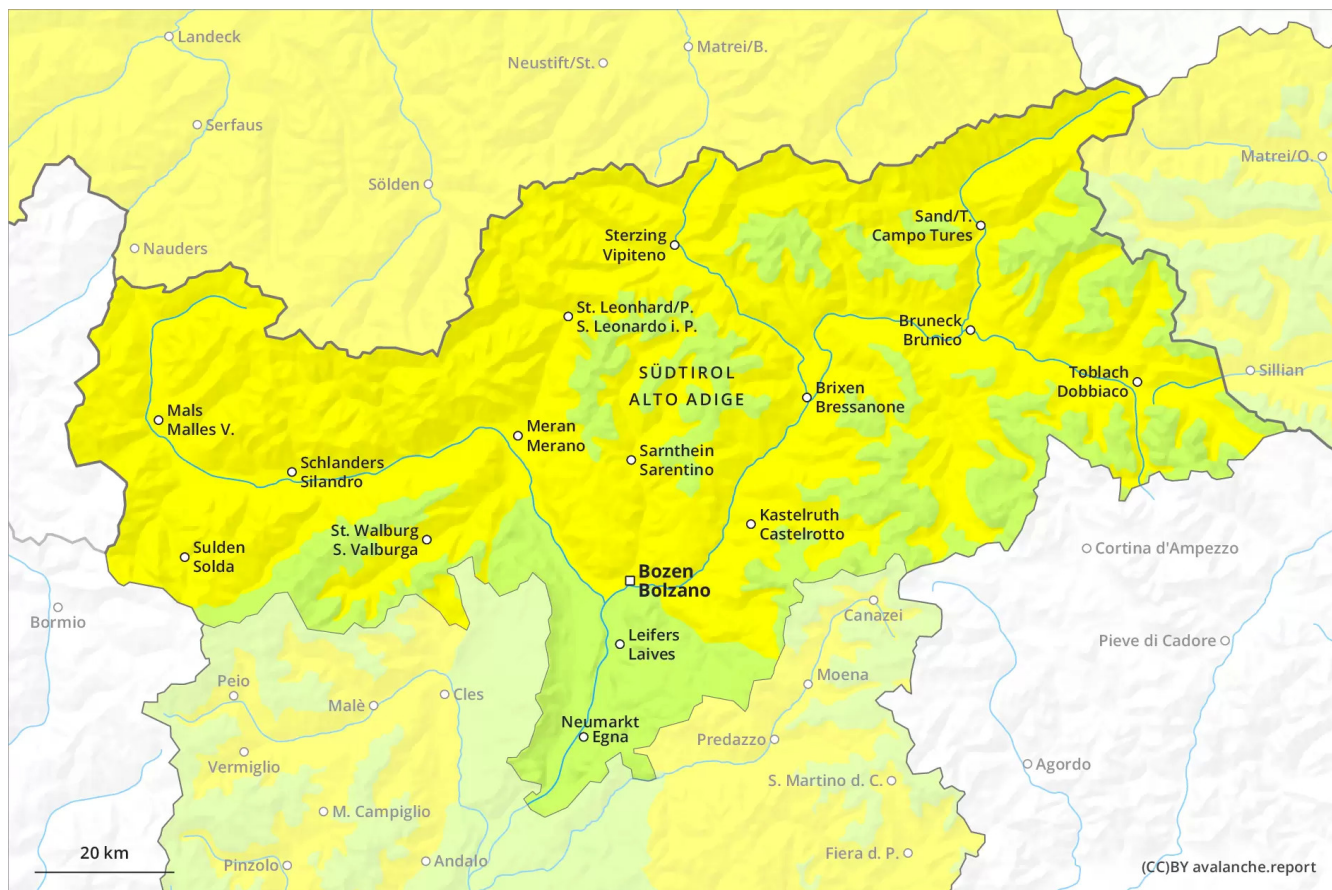 Landeck
Matrei/B.
Neustift/St.
Serfaus
Matrei/O.
Sölden
Sand/T.
Campo Tures
Sterzing
Vipiteno
Nauders
St. Leonhard/P.
S. Leonardo i. P.
Bruneck
Brunico
SÜDTIROL
ALTO ADIGE
Toblach
Dobbiaco
Sillian
Brixen
Bressanone
Mals
Malles V.
Meran
Merano
Schlanders
Silandro
Sarnthein
Sarentino
Kastelruth
Castelrotto
St. Walburg
S. Valburga
Sulden
Solda
Cortina d'Ampezzo
Bozen
Bolzano
Bormio
Canazei
Leifers
Laives
Pieve di Cadore
Peio
Malè
Cles
Moena
Neumarkt
Egna
Predazzo
Vermiglio
Agordo
S. Martino d. C.
M. Campiglio
20 km
Pinzolo
Andalo
Fiera d. P.
(CC)BY avalanche.report